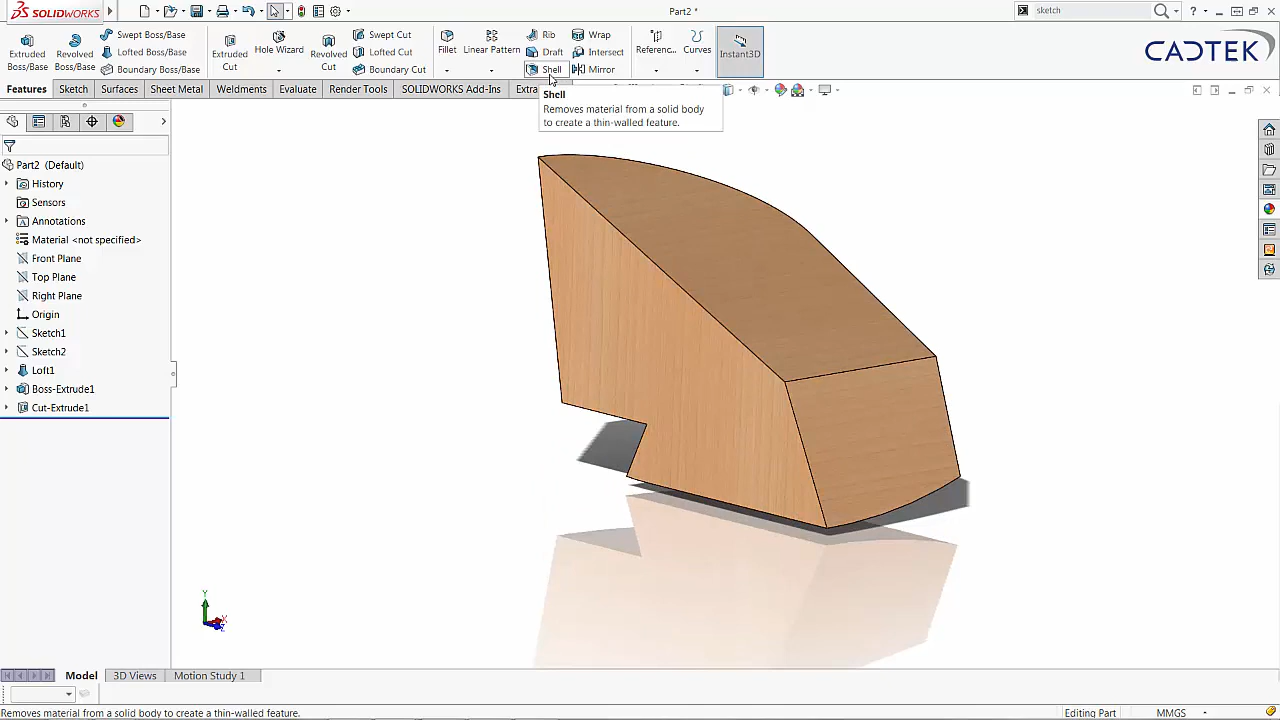 SOLIDWORKS
Part2 *
sketch
Extruded Boss/Base
Revolved Boss/Base
Swept Boss/Base
Lofted Boss/Base
Boundary Boss/Base
Extruded Cut
Hole Wizard
Revolved Cut
Swept Cut
Lofted Cut
Boundary Cut
Fillet
Linear Pattern
Rib
Draft
Shell
Wrap
Intersect
Mirror
Referenc...
Curves
Instant3D
CADTEK
Features
Sketch
Surfaces
Sheet Metal
Weldments
Evaluate
Render Tools
SOLIDWORKS Add-Ins
Shell
Removes material from a solid body
to create a thin-walled feature.
Part2 (Default)
History
Sensors
Annotations
Material <not specified>
Front Plane
Top Plane
Right Plane
Origin
Sketch1
Sketch2
Loft1
Boss-Extrude1
Cut-Extrude1
Y
X
Z
Model
3D Views
Motion Study 1
Removes material from a solid body to create a thin-walled feature.
Editing Part
MMGS